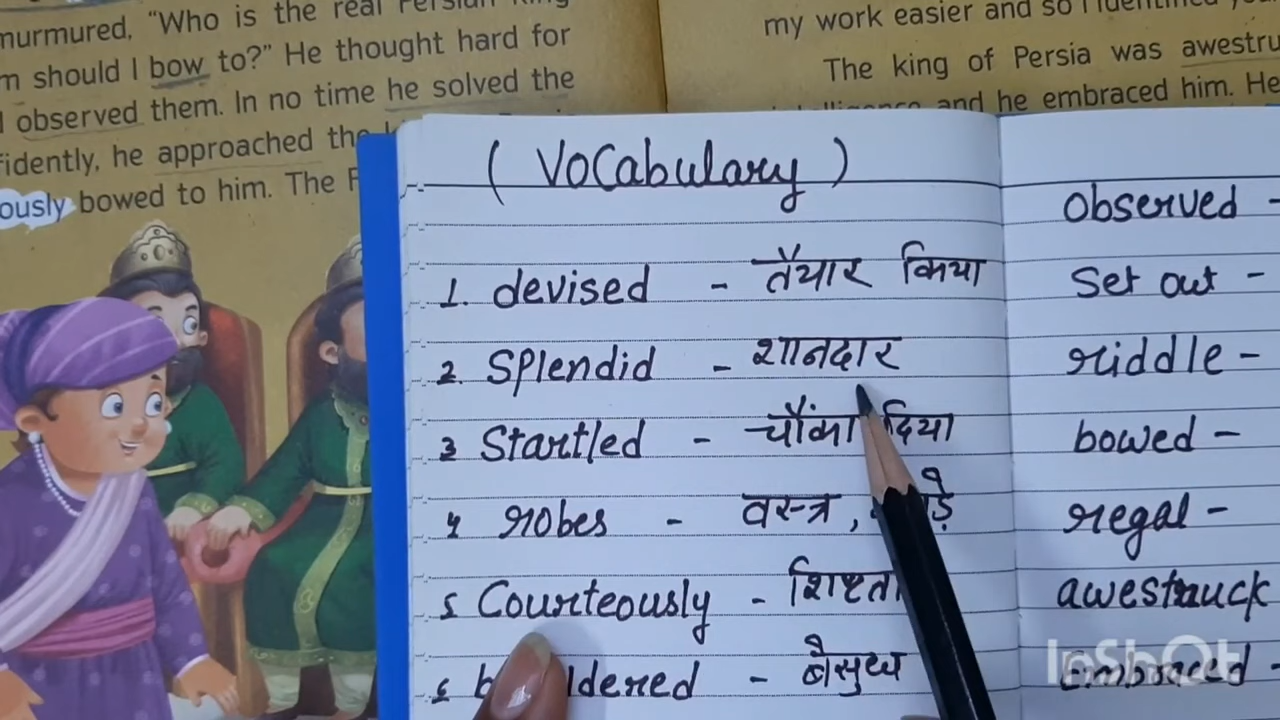 murmured, "Who is the real Persian King
m should I bow to?" He thought hard for
observed them. In no time he solved the
fidently, he approached the
ously bowed to him. The
my work easier and so I identified
The king of Persia was awestru
and he embraced him. He
( Vocabulary )
1. devised - तैयार किया
2. Splendid - शानदार
3 Startled - चौंका दिया
4 robes - वस्त्र,
5 Courteously - शिष्टता
6 - बैसुध
observed -
Set out -
riddle -
bowed -
regal -
awestruck
embraced -
InShOt